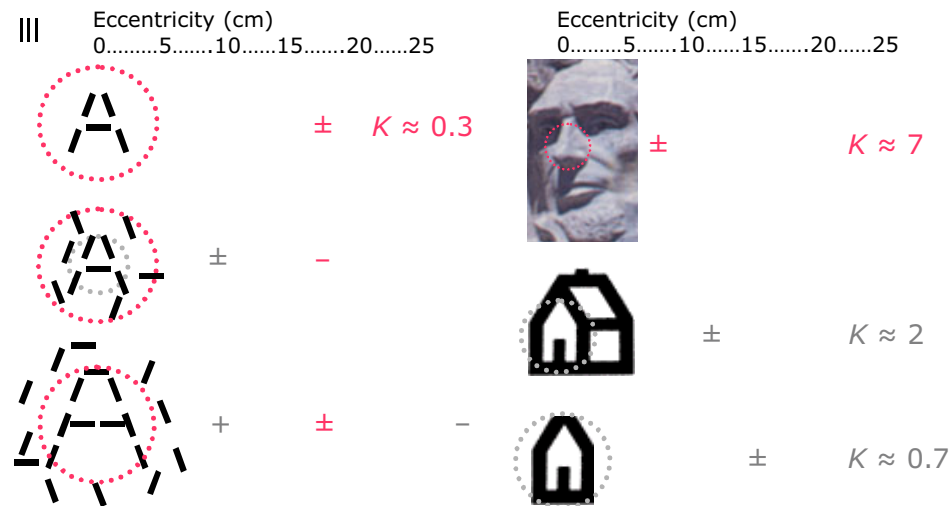 |||
Eccentricity (cm)
0.........5.......10......15.......20......25
± K ≈ 0.3
± –
+ ± –
Eccentricity (cm)
0.........5.......10......15.......20......25
± K ≈ 7
± K ≈ 2
± K ≈ 0.7